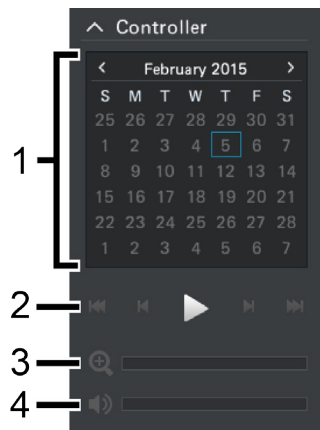 Controller
February 2015
S M T W T F S
25 26 27 28 29 30 31
1 2 3 4 5 6 7
8 9 10 11 12 13 14
15 16 17 18 19 20 21
22 23 24 25 26 27 28
1 2 3 4 5 6 7
1
2
3
4